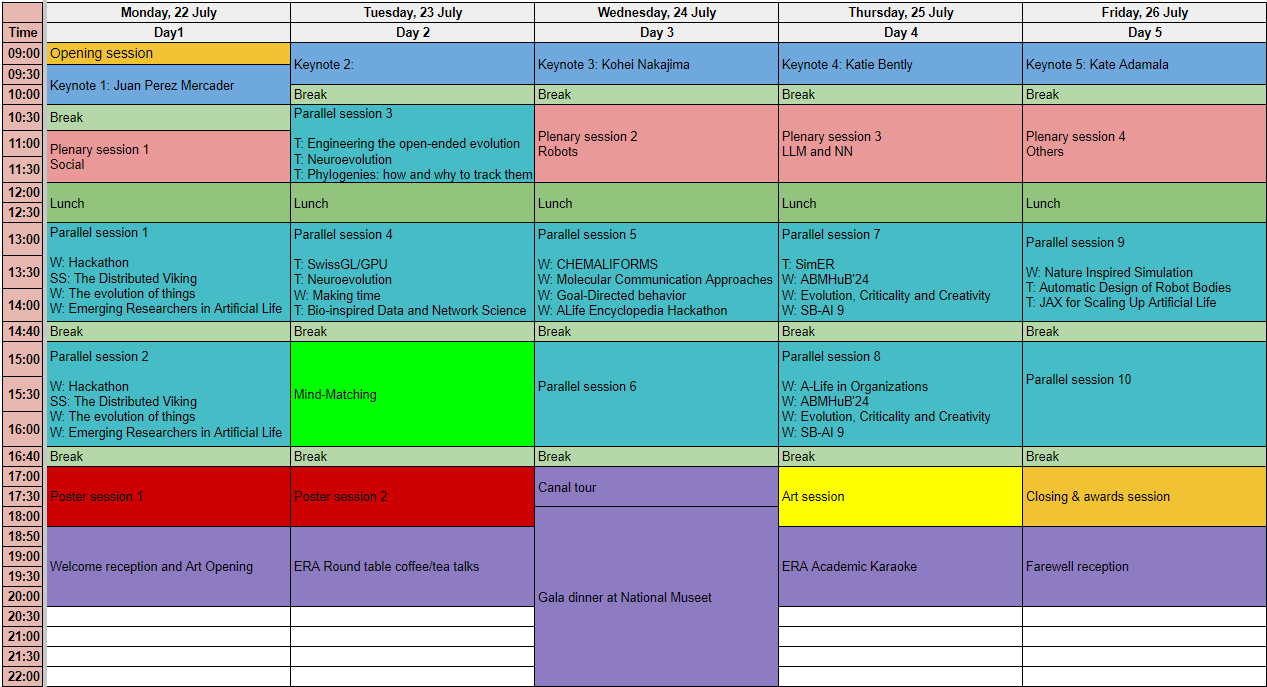 Monday, 22 July Tuesday, 23 July Wednesday, 24 July Thursday, 25 July Friday, 26 July
Time Day1 Day 2 Day 3 Day 4 Day 5
09:00 Opening session
Keynote 2: Keynote 3: Kohei Nakajima Keynote 4: Katie Bently Keynote 5: Kate Adamala
09:30
Keynote 1: Juan Perez Mercader
10:00 Break Break Break Break
10:30 Break
Parallel session 3
T: Engineering the open-ended evolution
T: Neuroevolution
T: Phylogenies: how and why to track them
Plenary session 2
Robots
Plenary session 3
LLM and NN
Plenary session 4
Others
11:00
Plenary session 1
Social
11:30
12:00
Lunch Lunch Lunch Lunch Lunch
12:30
13:00
Parallel session 1
W: Hackathon
SS: The Distributed Viking
W: The evolution of things
W: Emerging Researchers in Artificial Life
Parallel session 4
T: SwissGL/GPU
T: Neuroevolution
W: Making time
T: Bio-inspired Data and Network Science
Parallel session 5
W: CHEMALIFORMS
W: Molecular Communication Approaches
W: Goal-Directed behavior
W: ALife Encyclopedia Hackathon
Parallel session 7
T: SimER
W: ABMHuB'24
W: Evolution, Criticality and Creativity
W: SB-AI 9
Parallel session 9
W: Nature Inspired Simulation
T: Automatic Design of Robot Bodies
T: JAX for Scaling Up Artificial Life
13:30
14:00
14:40 Break Break Break Break Break
15:00
Parallel session 2
W: Hackathon
SS: The Distributed Viking
W: The evolution of things
W: Emerging Researchers in Artificial Life
Mind-Matching
Parallel session 6
Parallel session 8
W: A-Life in Organizations
W: ABMHuB'24
W: Evolution, Criticality and Creativity
W: SB-AI 9
Parallel session 10
15:30
16:00
16:40 Break Break Break Break Break
17:00
Canal tour
17:30
Poster session 1 Poster session 2 Art session Closing & awards session
18:00
18:50
19:00
Welcome reception and Art Opening ERA Round table coffee/tea talks ERA Academic Karaoke Farewell reception
19:30
20:00
Gala dinner at National Museet
20:30
21:00
21:30
22:00